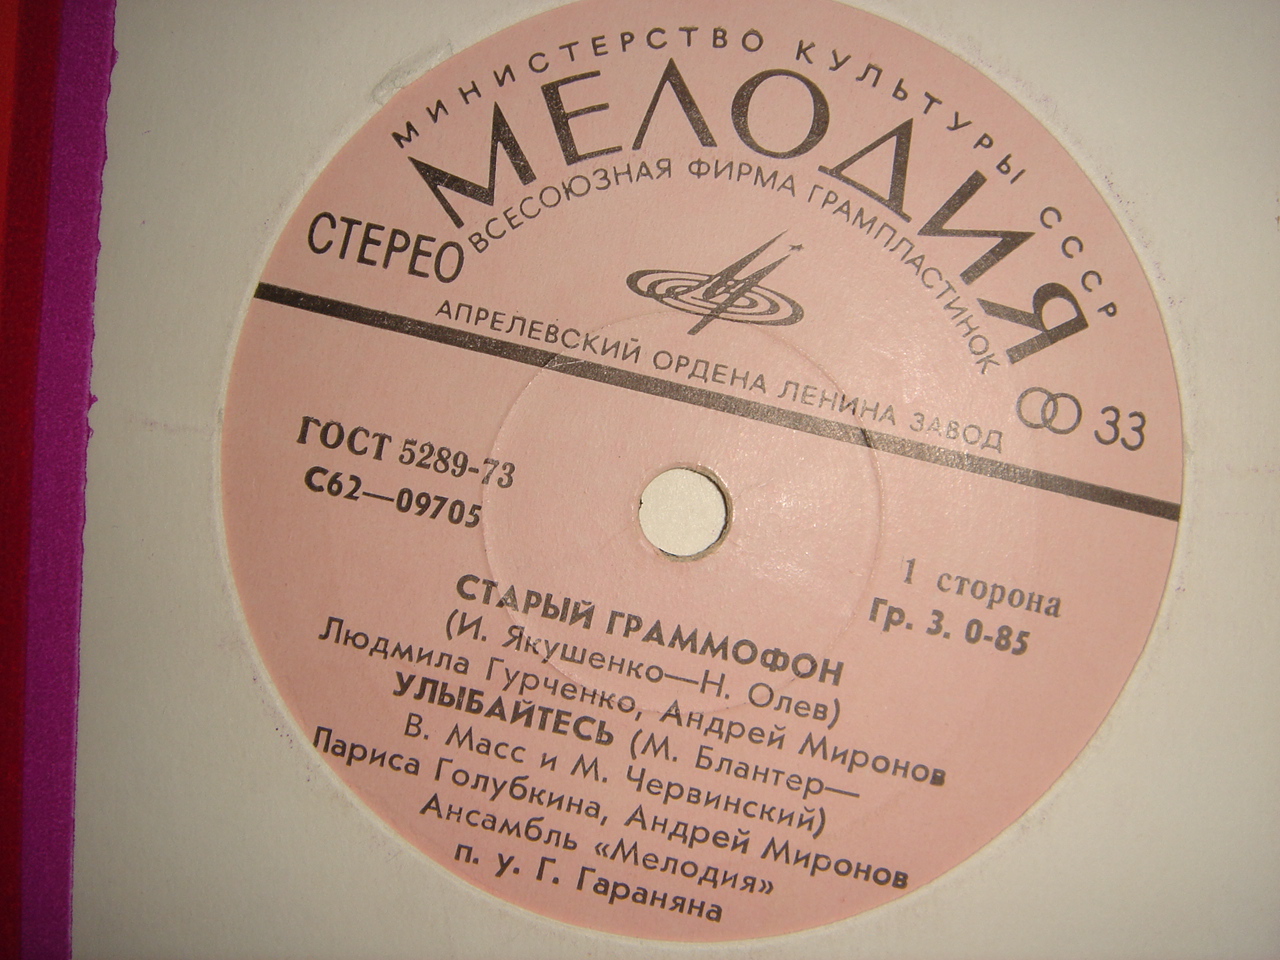 МИНИСТЕРСТВО КУЛЬТУРЫ СССР
МЕЛОДИЯ
ВСЕСОЮЗНАЯ ФИРМА ГРАМПЛАСТИНОК
СТЕРЕО
33
АПРЕЛЕВСКИЙ ОРДЕНА ЛЕНИНА ЗАВОД
ГОСТ 5289-73
С62—09705
1 сторона
Гр. 3. 0-85
СТАРЫЙ ГРАММОФОН
(И. Якушенко—Н. Олев)
Людмила Гурченко, Андрей Миронов
УЛЫБАЙТЕСЬ (М. Блантер—
В. Масс и М. Червинский)
Лариса Голубкина, Андрей Миронов
Ансамбль «Мелодия»
п. у. Г. Гараняна